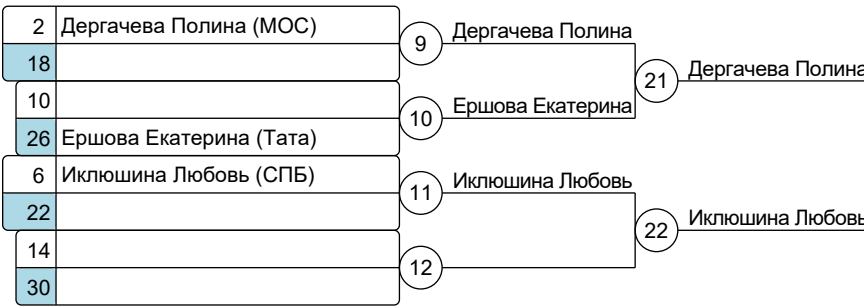 2 Дергачева Полина (МОС)
9 Дергачева Полина
18
21 Дергачева Полина
10
10 Ершова Екатерина
26 Ершова Екатерина (Тата)
6 Иклюшина Любовь (СПБ)
11 Иклюшина Любовь
22
22 Иклюшина Любовь
14
12
30